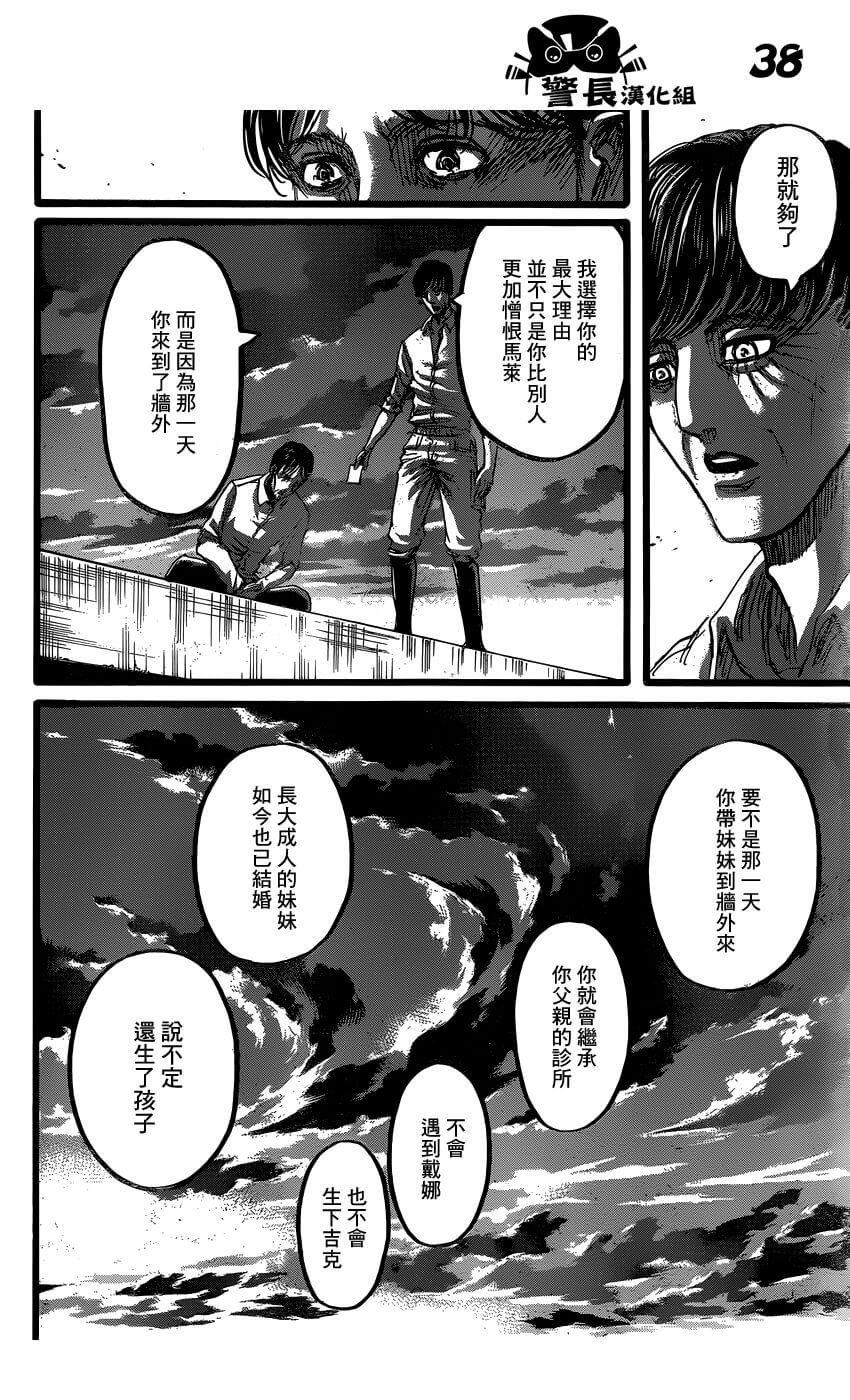 警長漢化組
38
那就夠了
我選擇你的
最大理由
並不只是你比別人
更加憎恨馬萊
而是因為那一天
你來到了牆外
要不是那一天
你帶妹妹到牆外來
你就會繼承
你父親的診所
不會
遇到戴娜
也不會
生下吉克
長大成人的妹妹
如今也已結婚
說不定
還生了孩子